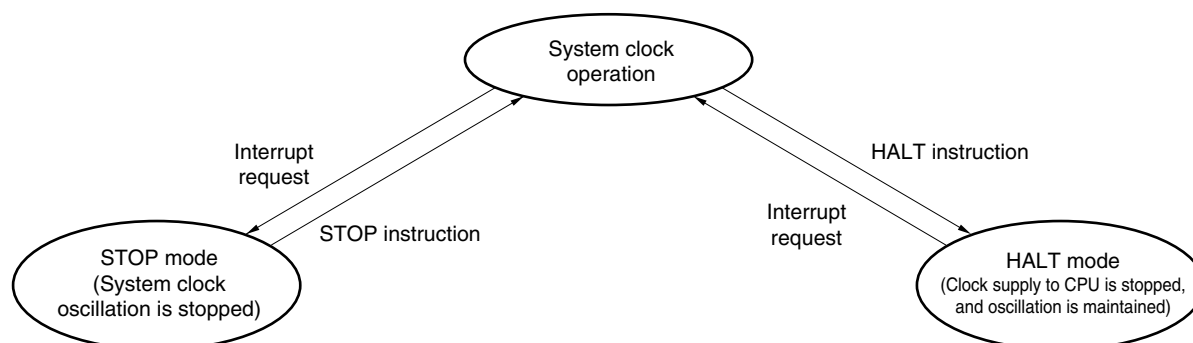 System clock
operation
Interrupt
request
HALT instruction
STOP instruction
Interrupt
request
STOP mode
(System clock
oscillation is stopped)
HALT mode
(Clock supply to CPU is stopped,
and oscillation is maintained)